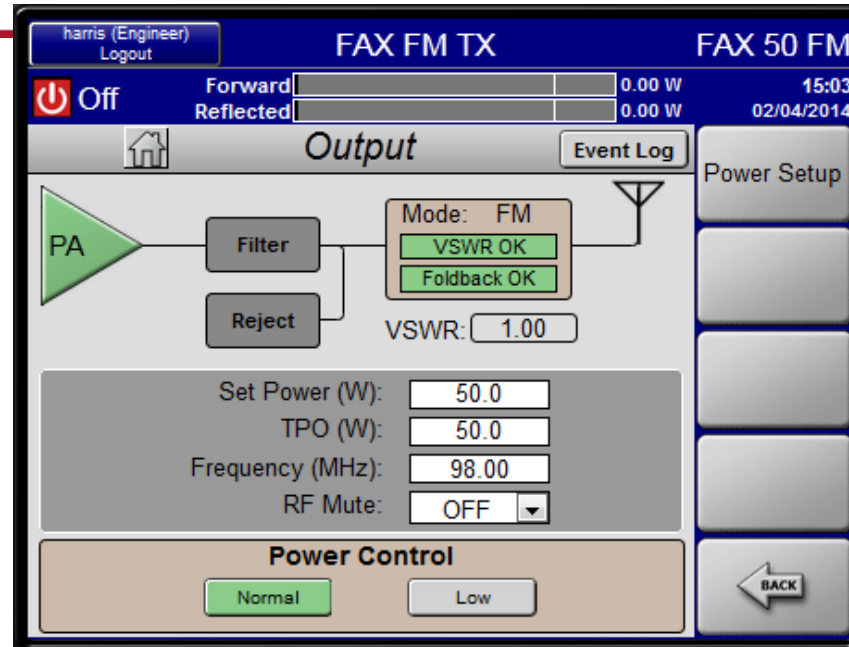 harris (Engineer)
Logout
FAX FM TX
FAX 50 FM
Off
Forward
0.00 W
Reflected
0.00 W
15:03
02/04/2014
Output
Event Log
Power Setup
PA
Filter
Reject
Mode: FM
VSWR OK
Foldback OK
VSWR: 1.00
Set Power (W): 50.0
TPO (W): 50.0
Frequency (MHz): 98.00
RF Mute: OFF
Power Control
Normal
Low
BACK